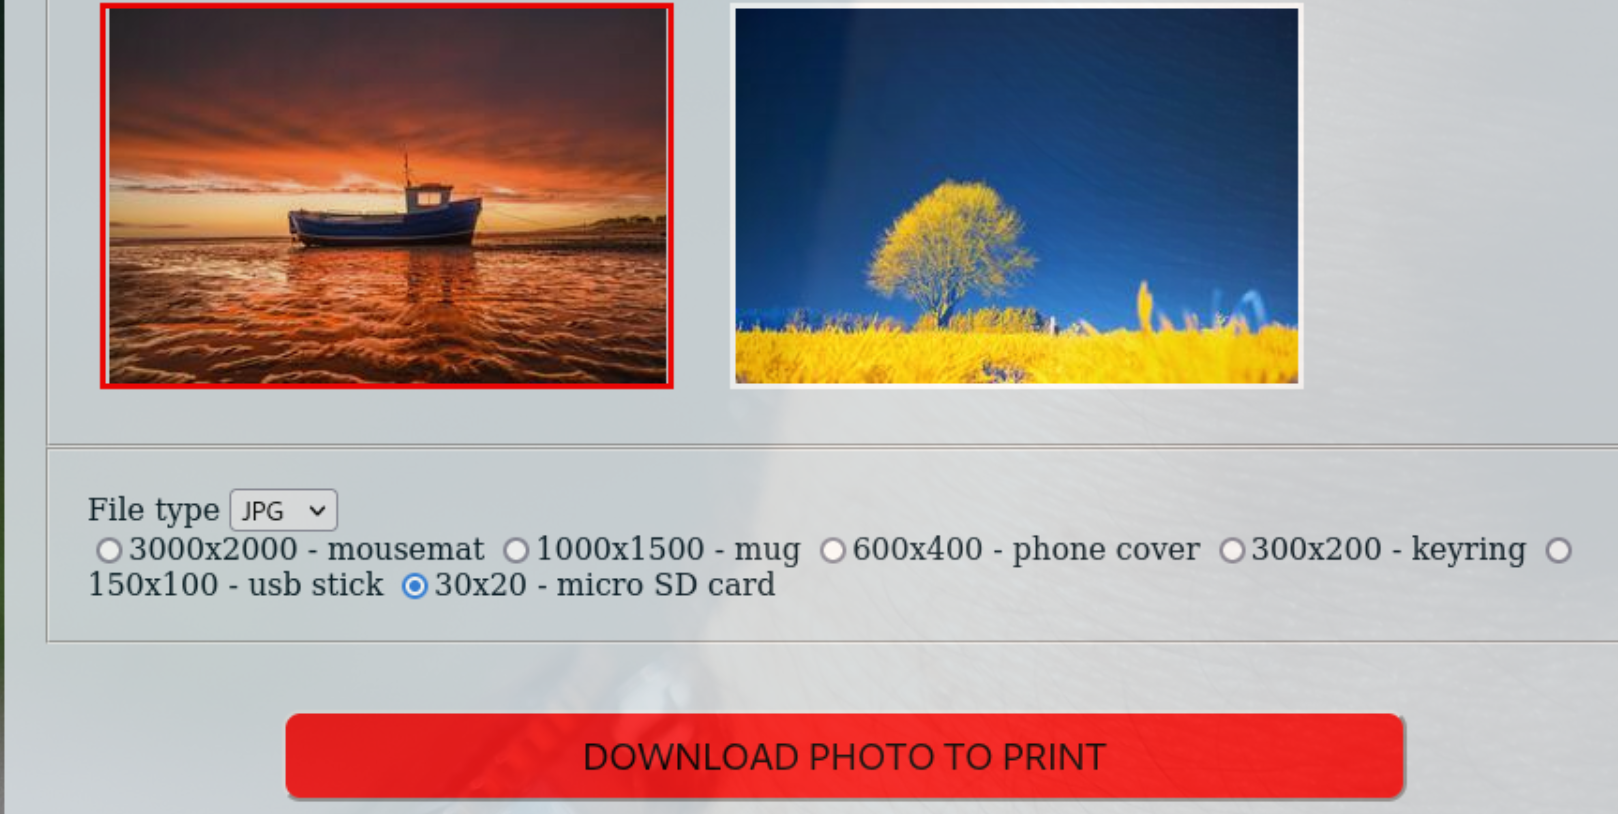 File type JPG
3000x2000 - mousemat 1000x1500 - mug 600x400 - phone cover 300x200 - keyring
150x100 - usb stick 30x20 - micro SD card
DOWNLOAD PHOTO TO PRINT